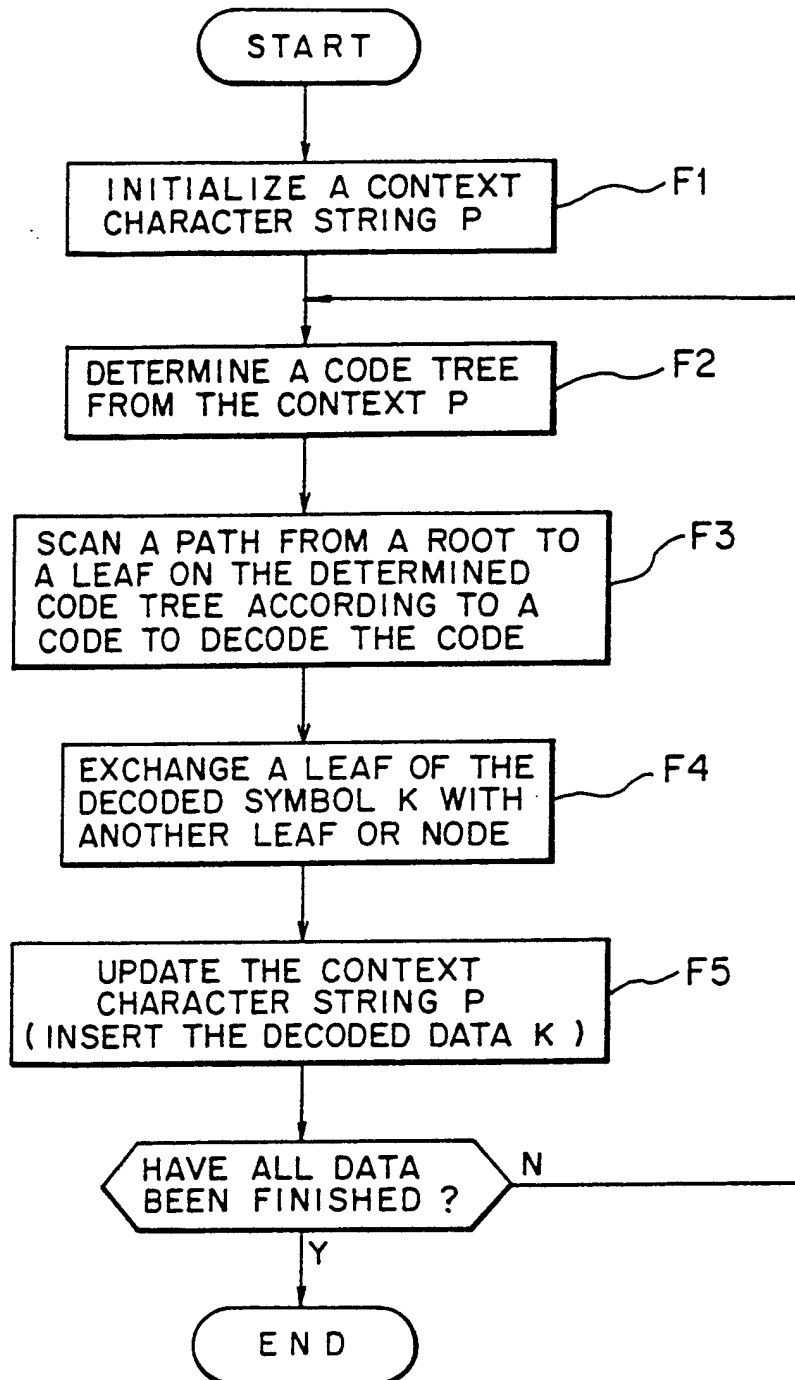 START
INITIALIZE A CONTEXT
CHARACTER STRING P
F1
DETERMINE A CODE TREE
FROM THE CONTEXT P
F2
SCAN A PATH FROM A ROOT TO
A LEAF ON THE DETERMINED
CODE TREE ACCORDING TO A
CODE TO DECODE THE CODE
F3
EXCHANGE A LEAF OF THE
DECODED SYMBOL K WITH
ANOTHER LEAF OR NODE
F4
UPDATE THE CONTEXT
CHARACTER STRING P
(INSERT THE DECODED DATA K)
F5
HAVE ALL DATA
BEEN FINISHED ?
N
Y
END